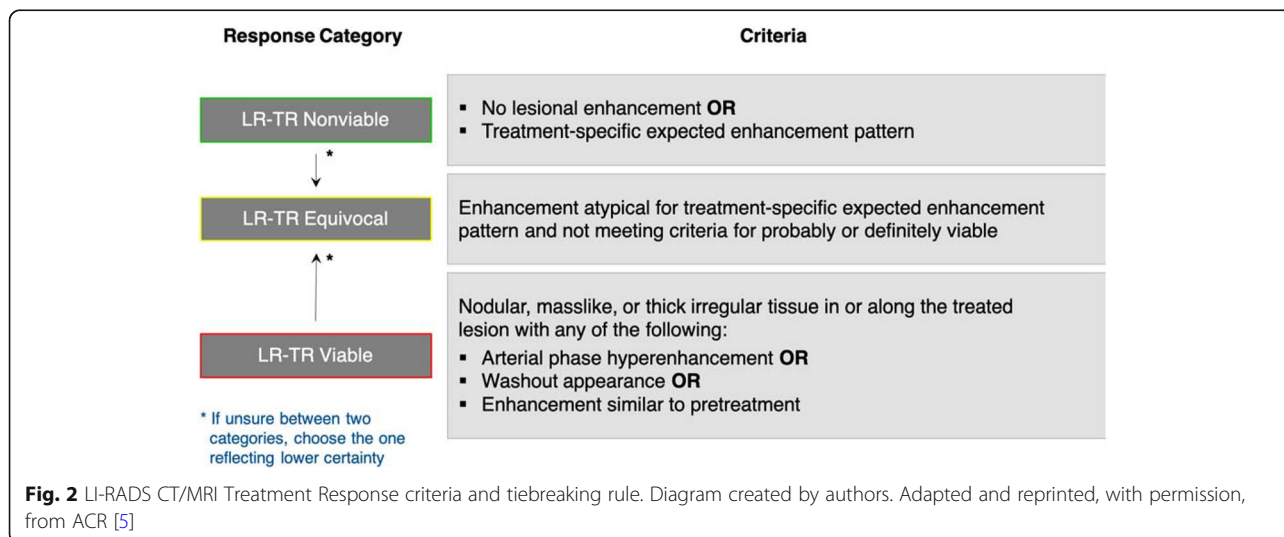 Response Category
Criteria
LR-TR Nonviable
▪ No lesional enhancement OR
▪ Treatment-specific expected enhancement pattern
*
LR-TR Equivocal
Enhancement atypical for treatment-specific expected enhancement
pattern and not meeting criteria for probably or definitely viable
*
LR-TR Viable
Nodular, masslike, or thick irregular tissue in or along the treated
lesion with any of the following:
▪ Arterial phase hyperenhancement OR
▪ Washout appearance OR
▪ Enhancement similar to pretreatment
* If unsure between two
categories, choose the one
reflecting lower certainty
Fig. 2 LI-RADS CT/MRI Treatment Response criteria and tiebreaking rule. Diagram created by authors. Adapted and reprinted, with permission,
from ACR [5]